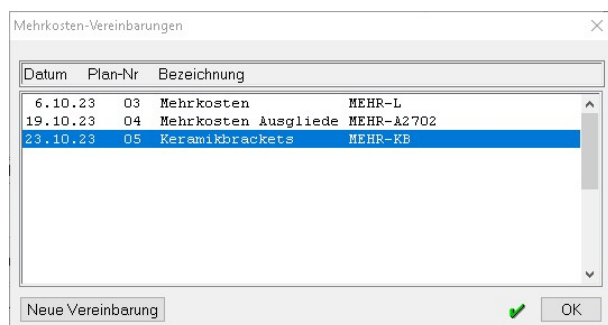 Mehrkosten-Vereinbarungen
Datum Plan-Nr Bezeichnung
6.10.23 03 Mehrkosten MEHR-L
19.10.23 04 Mehrkosten Ausgliede MEHR-A2702
23.10.23 05 Keramikbrackets MEHR-KB
Neue Vereinbarung OK